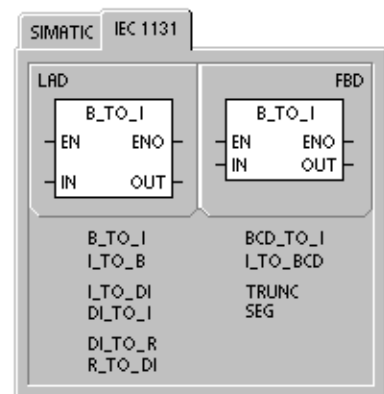 SIMATIC IEC 1131
LAD
B_TO_I
EN ENO
IN OUT
FBD
B_TO_I
EN ENO
IN OUT
B_TO_I
I_TO_B
I_TO_DI
DI_TO_I
DI_TO_R
R_TO_DI
BCD_TO_I
I_TO_BCD
TRUNC
SEG